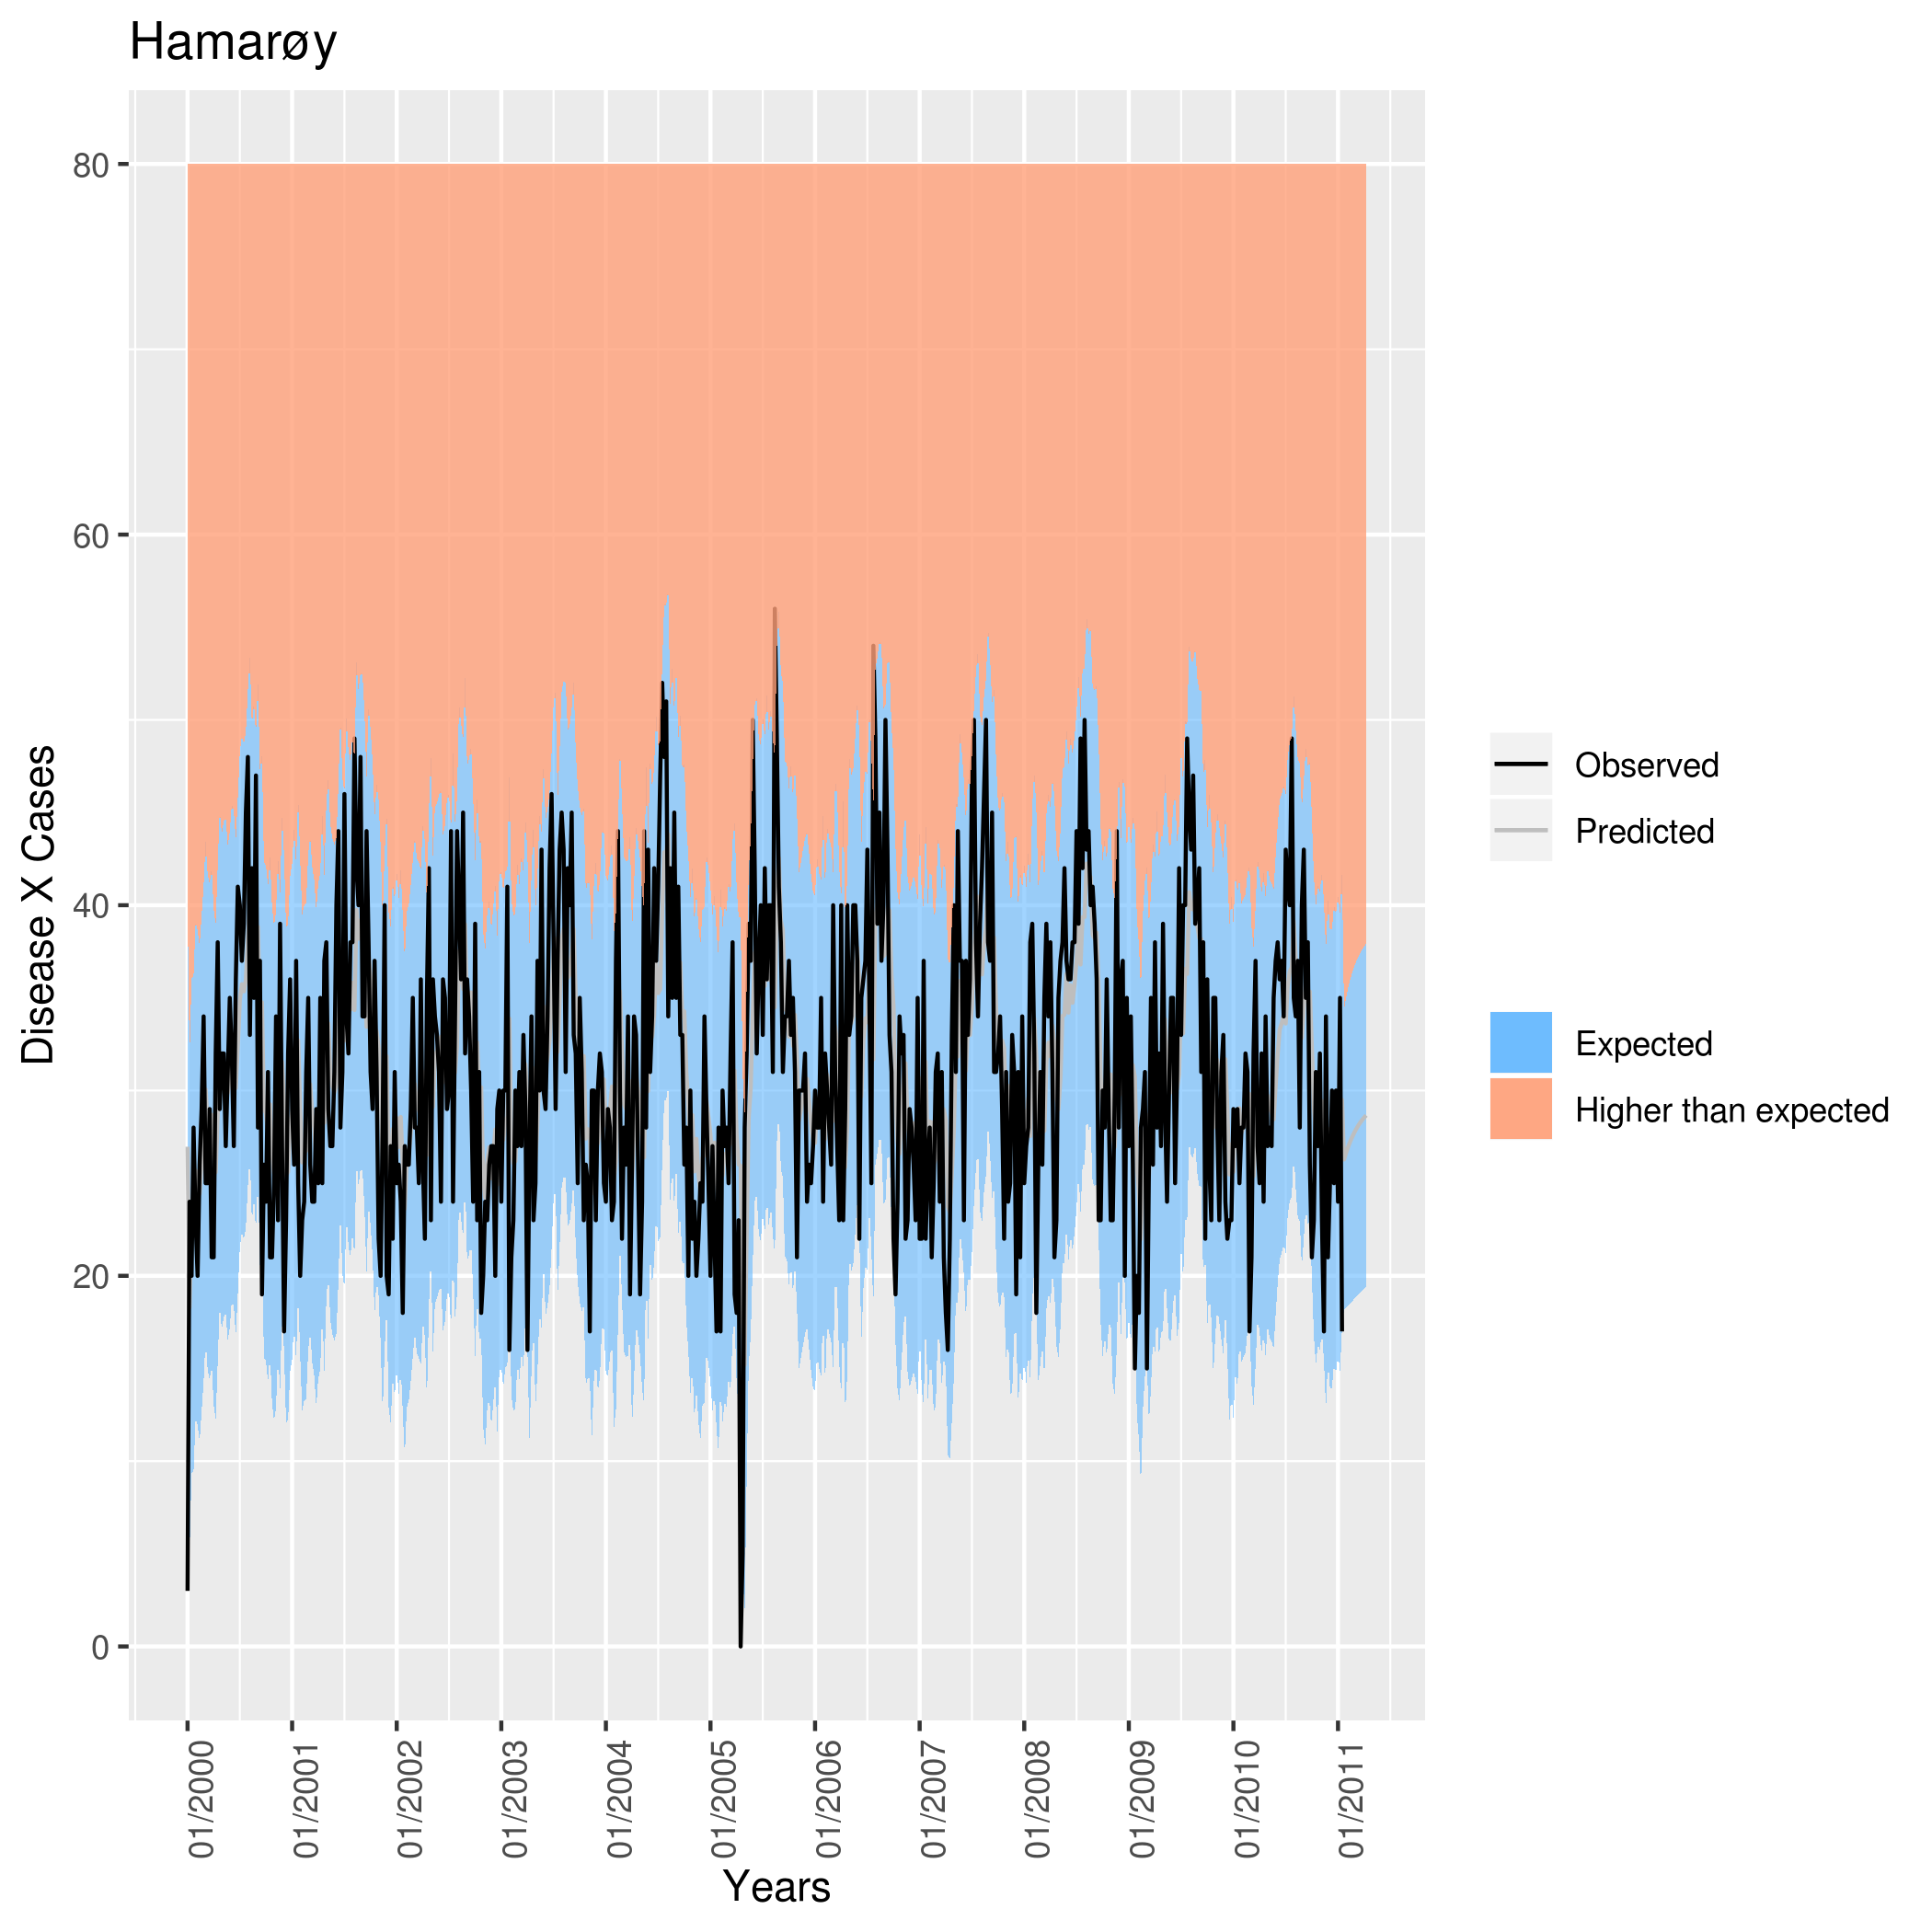 Hamarøy
Disease X Cases
80
60
40
20
0
01/2000
01/2001
01/2002
01/2003
01/2004
01/2005
01/2006
01/2007
01/2008
01/2009
01/2010
01/2011
Years
Observed
Predicted
Expected
Higher than expected